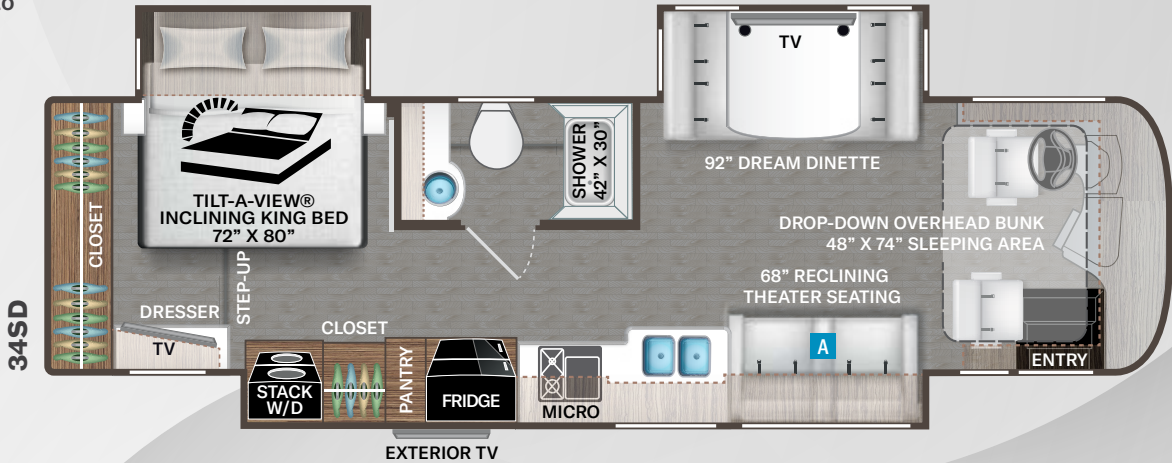 TV
92” DREAM DINETTE
SHOWER
42” X 30”
TILT-A-VIEW®
INCLINING KING BED
72” X 80”
CLOSET
STEP-UP
DROP-DOWN OVERHEAD BUNK
48” X 74” SLEEPING AREA
68” RECLINING
THEATER SEATING
A
ENTRY
DRESSER
TV
CLOSET
STACK
W/D
PANTRY
FRIDGE
MICRO
EXTERIOR TV
34SD